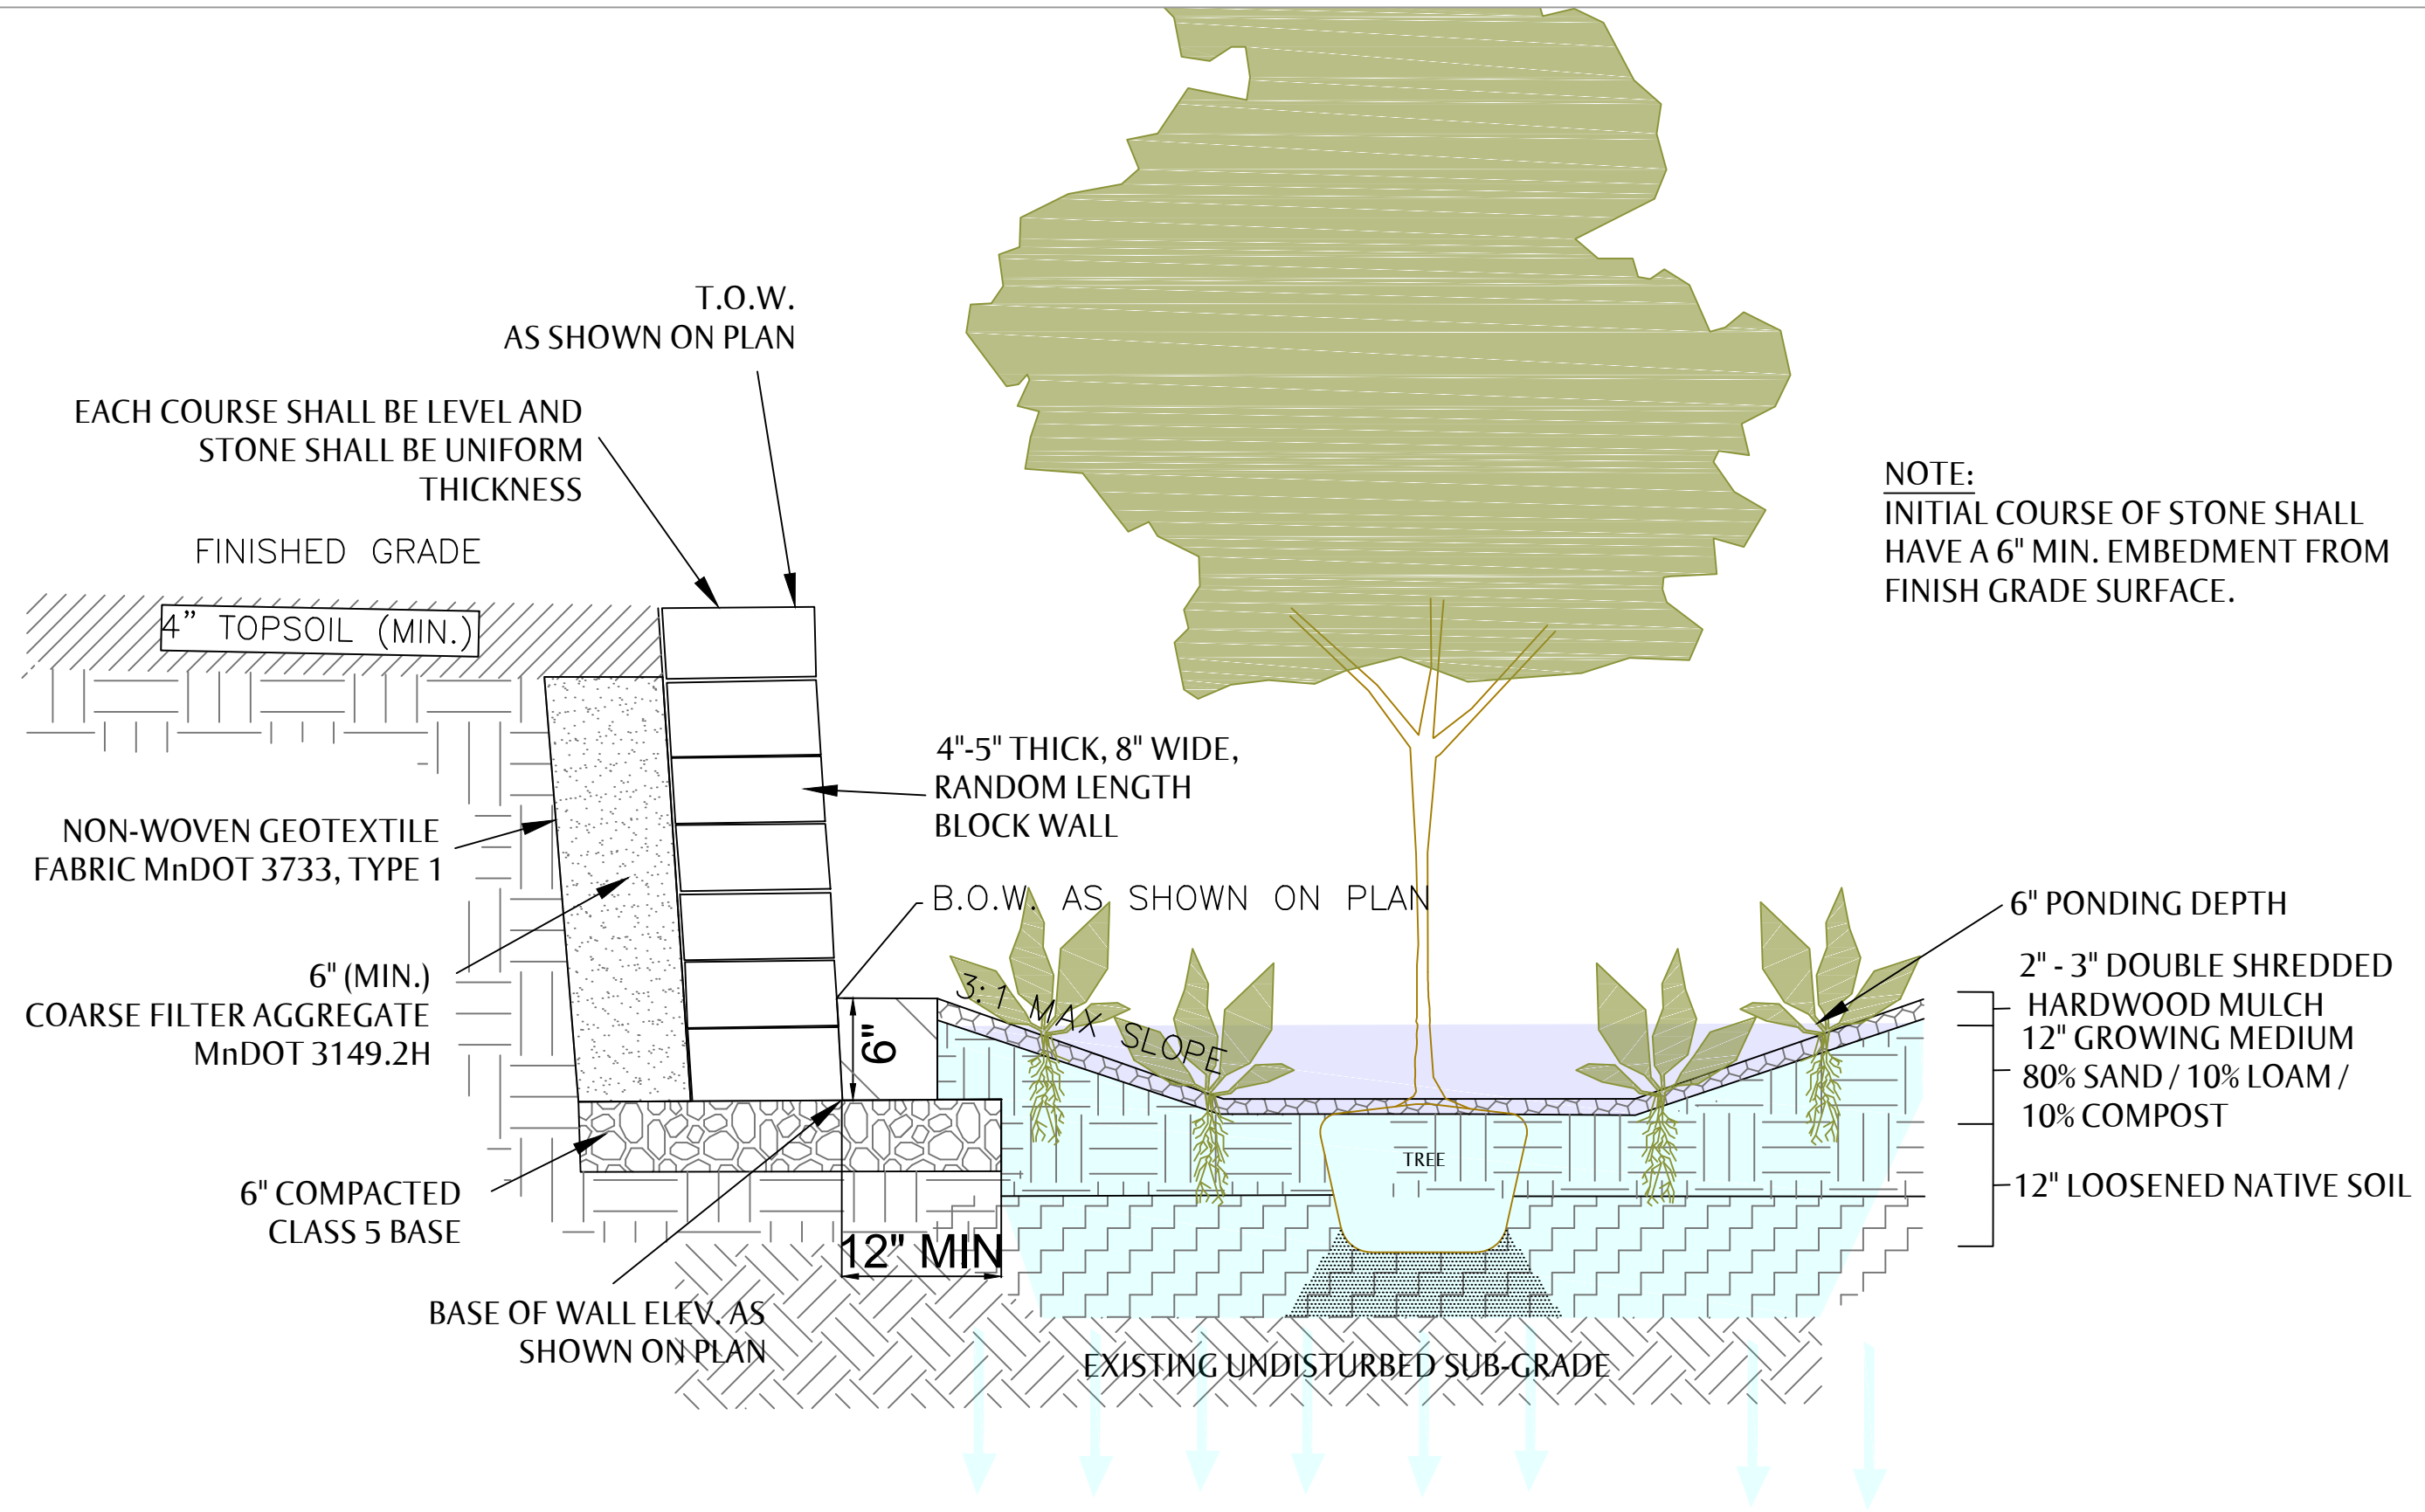 T.O.W.
AS SHOWN ON PLAN
EACH COURSE SHALL BE LEVEL AND
STONE SHALL BE UNIFORM
THICKNESS
FINISHED GRADE
4” TOPSOIL (MIN.)
NOTE:
INITIAL COURSE OF STONE SHALL
HAVE A 6" MIN. EMBEDMENT FROM
FINISH GRADE SURFACE.
4"-5" THICK, 8" WIDE,
RANDOM LENGTH
BLOCK WALL
NON-WOVEN GEOTEXTILE
FABRIC MnDOT 3733, TYPE 1
B.O.W. AS SHOWN ON PLAN
6" (MIN.)
COARSE FILTER AGGREGATE
MnDOT 3149.2H
6"
3:1 MAX SLOPE
6" PONDING DEPTH
2" - 3" DOUBLE SHREDDED
HARDWOOD MULCH
12" GROWING MEDIUM
80% SAND / 10% LOAM /
10% COMPOST
TREE
12" LOOSENED NATIVE SOIL
6" COMPACTED
CLASS 5 BASE
12" MIN
BASE OF WALL ELEV. AS
SHOWN ON PLAN
EXISTING UNDISTURBED SUB-GRADE